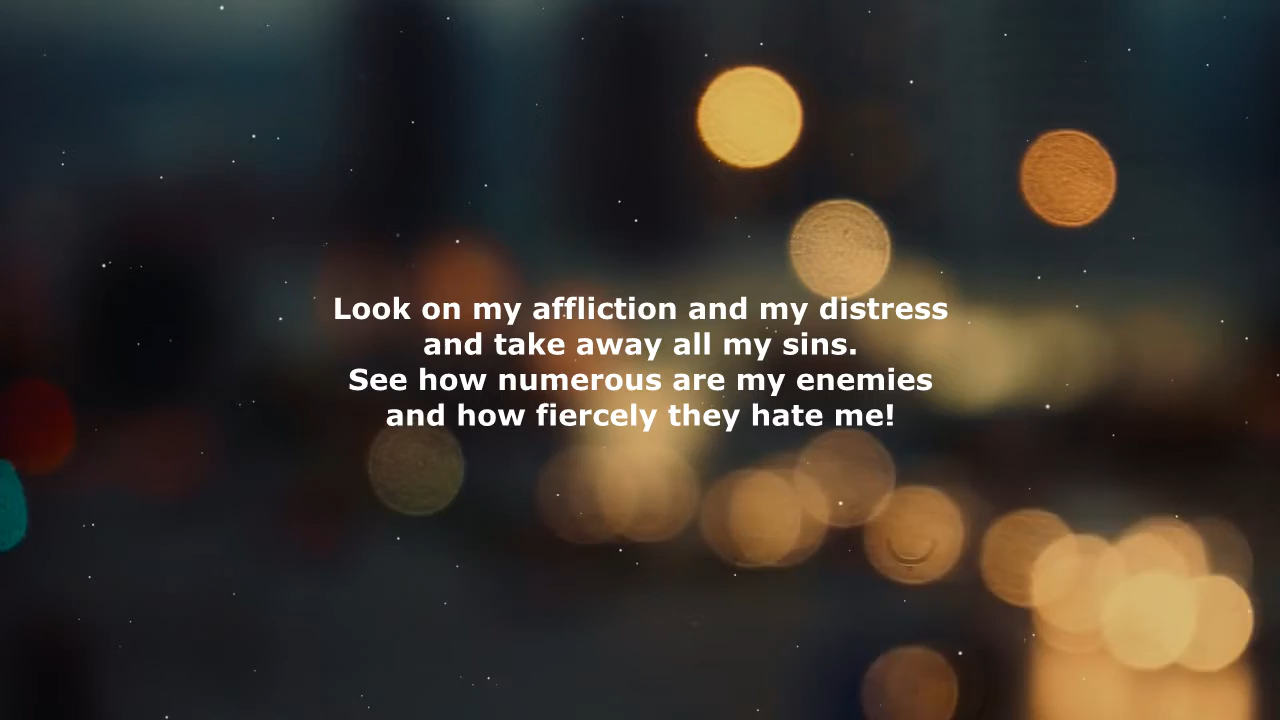 Look on my affliction and my distress
and take away all my sins.
See how numerous are my enemies
and how fiercely they hate me!